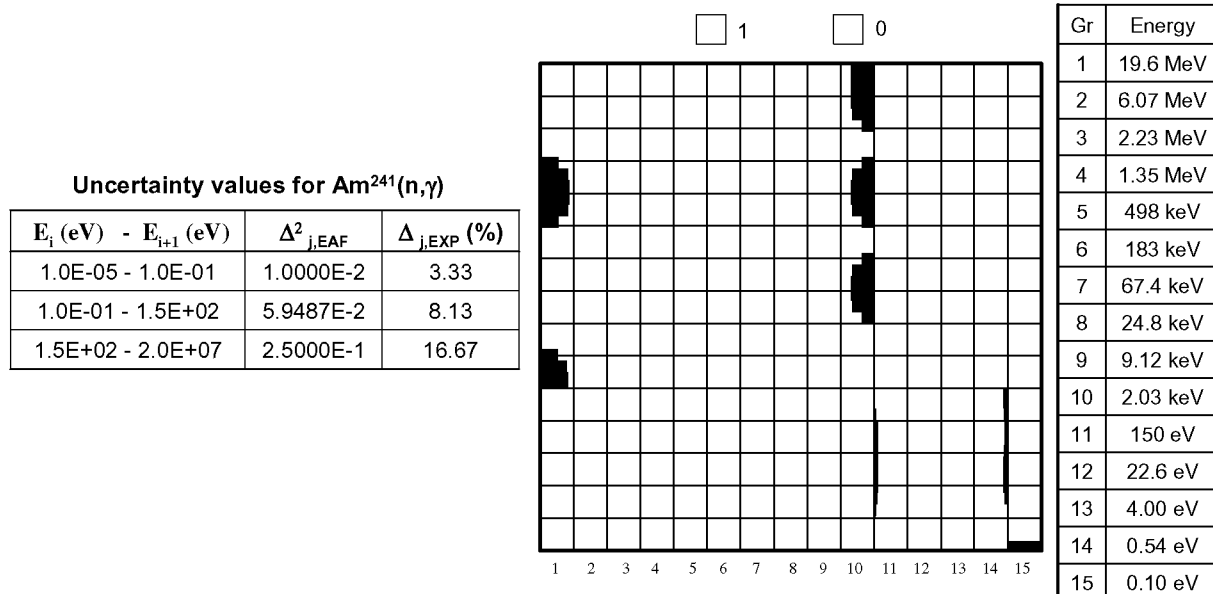 Uncertainty values for Am²⁴¹(n,γ)
Eᵢ (eV) - Eᵢ₊₁ (eV) Δ² j,EAF Δ j,EXP (%)
1.0E-05 - 1.0E-01 1.0000E-2 3.33
1.0E-01 - 1.5E+02 5.9487E-2 8.13
1.5E+02 - 2.0E+07 2.5000E-1 16.67
1 0
1 2 3 4 5 6 7 8 9 10 11 12 13 14 15
Gr Energy
1 19.6 MeV
2 6.07 MeV
3 2.23 MeV
4 1.35 MeV
5 498 keV
6 183 keV
7 67.4 keV
8 24.8 keV
9 9.12 keV
10 2.03 keV
11 150 eV
12 22.6 eV
13 4.00 eV
14 0.54 eV
15 0.10 eV